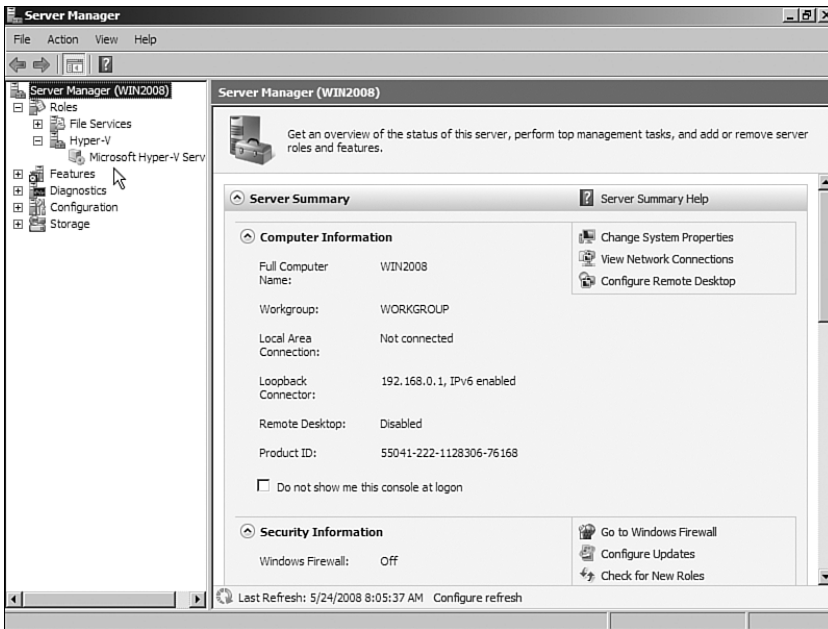 Server Manager
File Action View Help
Server Manager (WIN2008)
Roles
File Services
Hyper-V
Microsoft Hyper-V Serv
Features
Diagnostics
Configuration
Storage
Server Manager (WIN2008)
Get an overview of the status of this server, perform top management tasks, and add or remove server
roles and features.
Server Summary
Server Summary Help
Computer Information
Full Computer
Name:
WIN2008
Workgroup:
WORKGROUP
Local Area
Connection:
Not connected
Loopback
Connector:
192.168.0.1, IPv6 enabled
Remote Desktop:
Disabled
Product ID:
55041-222-1128306-76168
Do not show me this console at logon
Change System Properties
View Network Connections
Configure Remote Desktop
Security Information
Windows Firewall:
Off
Go to Windows Firewall
Configure Updates
Check for New Roles
Last Refresh: 5/24/2008 8:05:37 AM Configure refresh